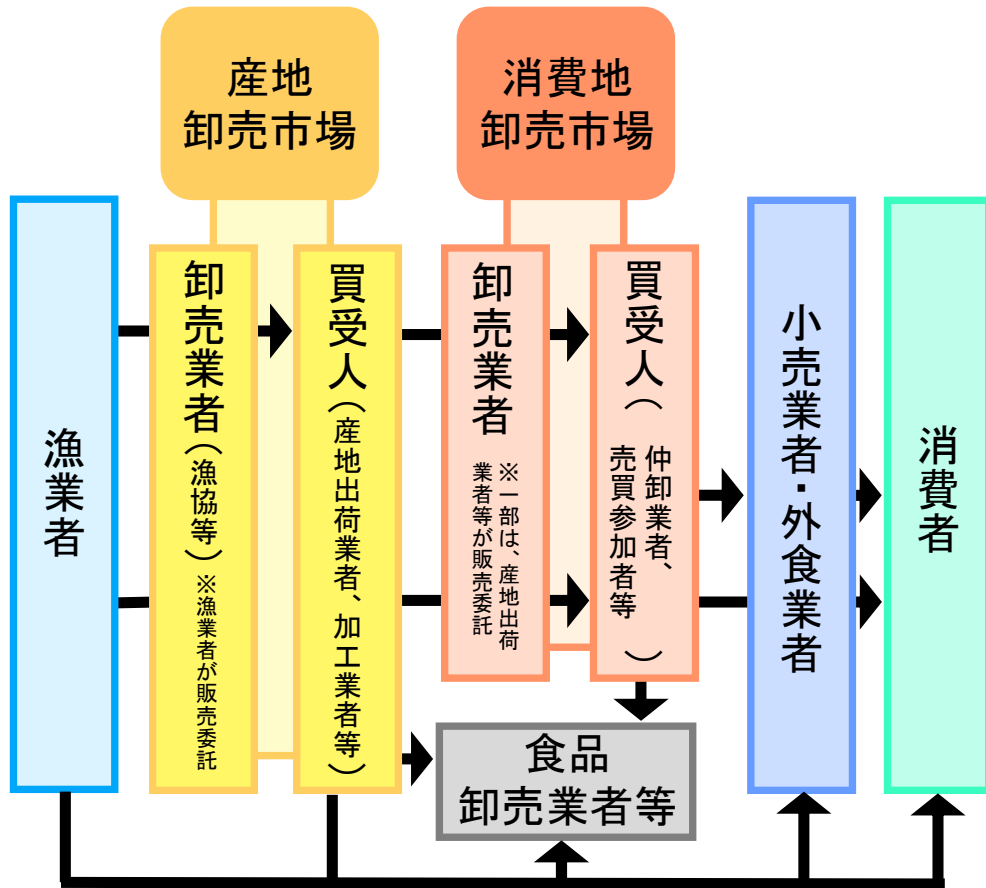 産地
卸売市場
消費地
卸売市場
漁業者
卸売業者(漁協等)※漁業者が販売委託
買受人(産地出荷業者、加工業者等)
卸売業者
※一部は、産地出荷
業者等が販売委託
買受人(
仲卸業者、
売買参加者等
)
小売業者・外食業者
消費者
食品
卸売業者等